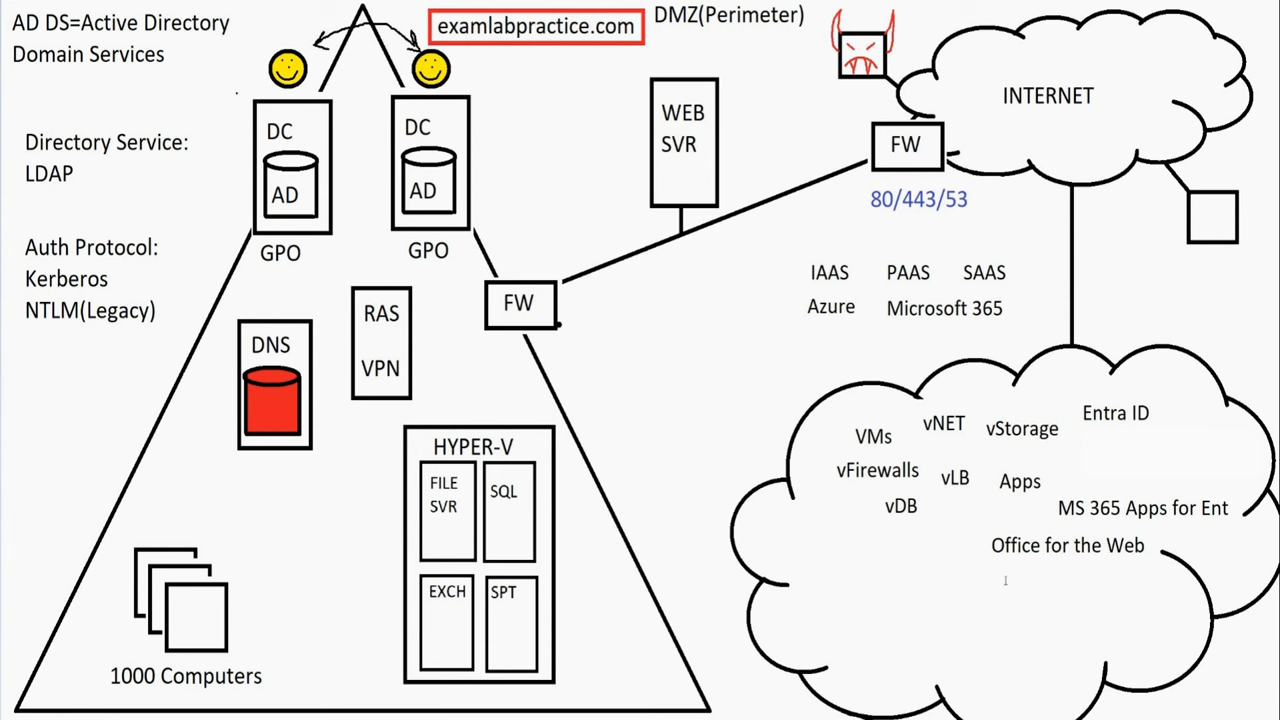 AD DS=Active Directory
Domain Services
examlabpractice.com
DMZ(Perimeter)
INTERNET
DC
AD
GPO
DC
AD
GPO
WEB
SVR
FW
80/443/53
Directory Service:
LDAP
Auth Protocol:
Kerberos
NTLM(Legacy)
RAS
VPN
FW
DNS
IAAS PAAS SAAS
Azure Microsoft 365
HYPER-V
FILE
SVR
SQL
EXCH
SPT
1000 Computers
VMs
vNET
vStorage
Entra ID
vFirewalls
vLB
Apps
vDB
MS 365 Apps for Ent
Office for the Web